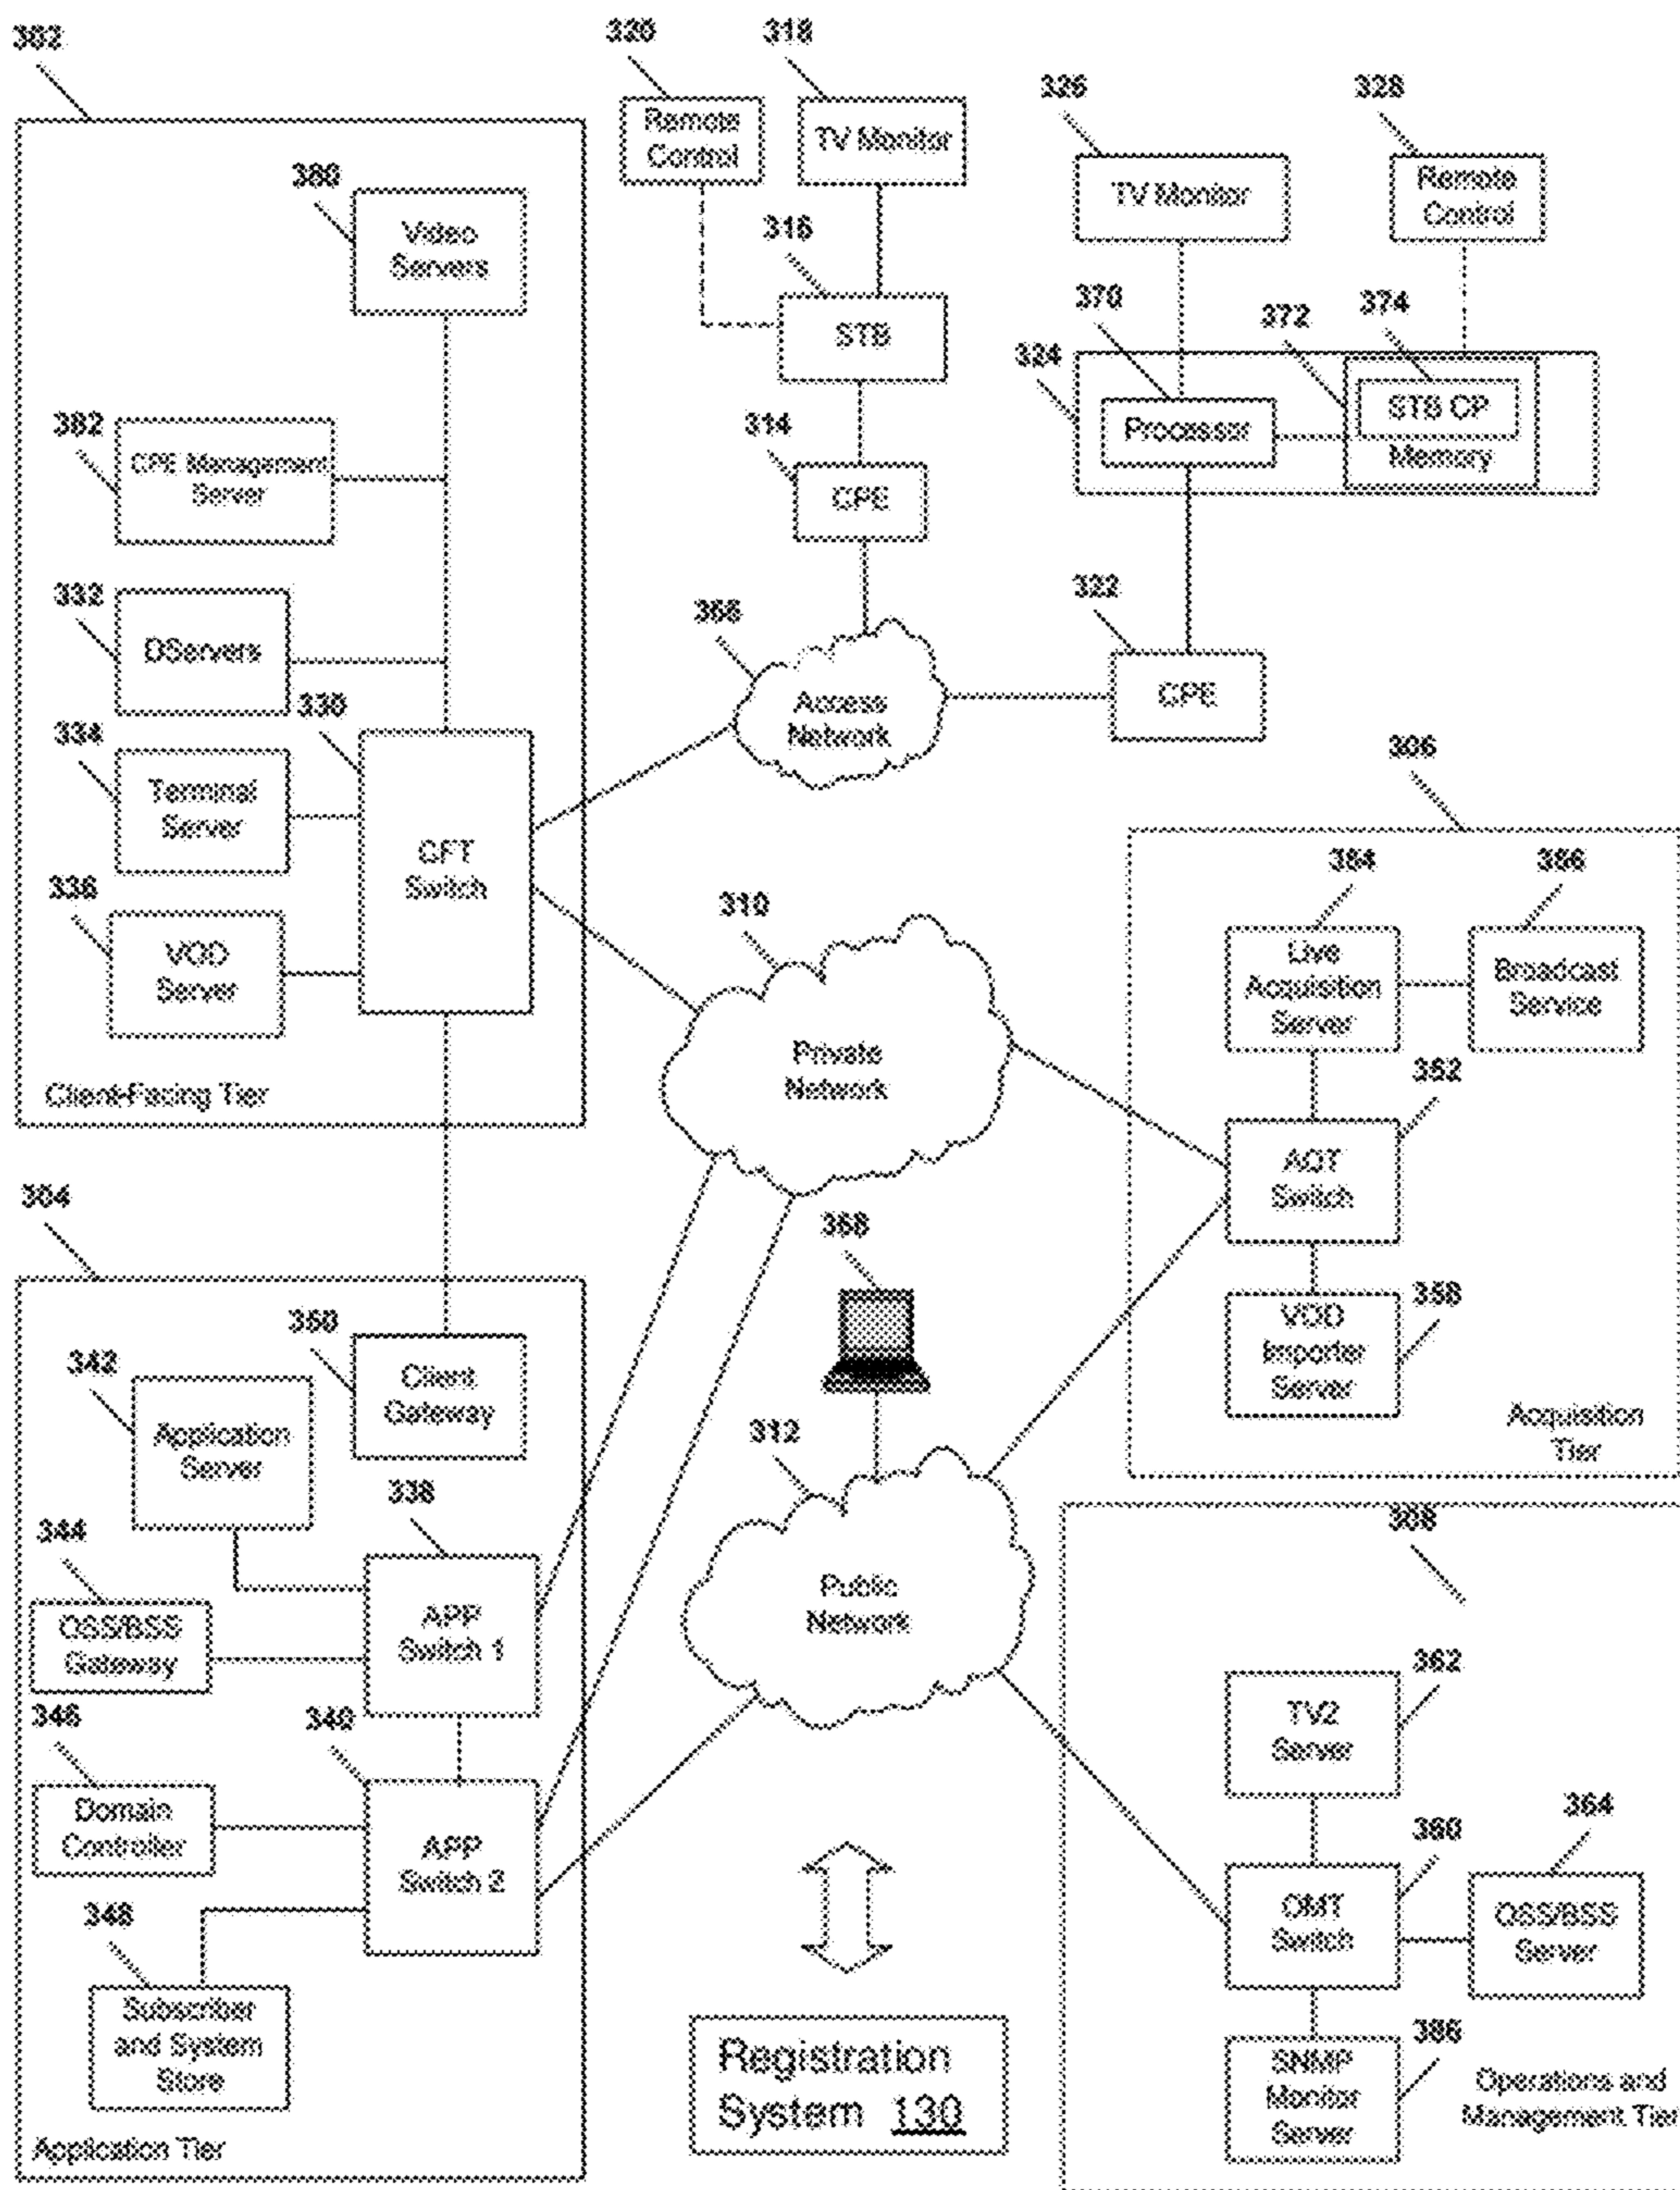 302
320
318
326
328
Remote
Control
TV Monitor
TV Monitor
Remote
Control
380
Video
Servers
316
STB
370
372
374
324
Processor
STB CP
Memory
382
CPE Management
Server
314
CPE
332
DServers
366
Access
Network
322
CPE
330
334
Terminal
Server
CFT
Switch
336
VOD
Server
Client-Facing Tier
310
Private
Network
306
354
356
Live
Acquisition
Server
Broadcast
Service
352
AQT
Switch
358
VOD
Importer
Server
Acquisition
Tier
304
350
Client
Gateway
342
Application
Server
368
312
Public
Network
338
344
OSS/BSS
Gateway
APP
Switch 1
346
340
Domain
Controller
APP
Switch 2
348
Subscriber
and System
Store
Application Tier
308
362
TV2
Server
360
364
OMT
Switch
OSS/BSS
Server
386
SNMP
Monitor
Server
Operations and
Management Tier
Registration
System 130